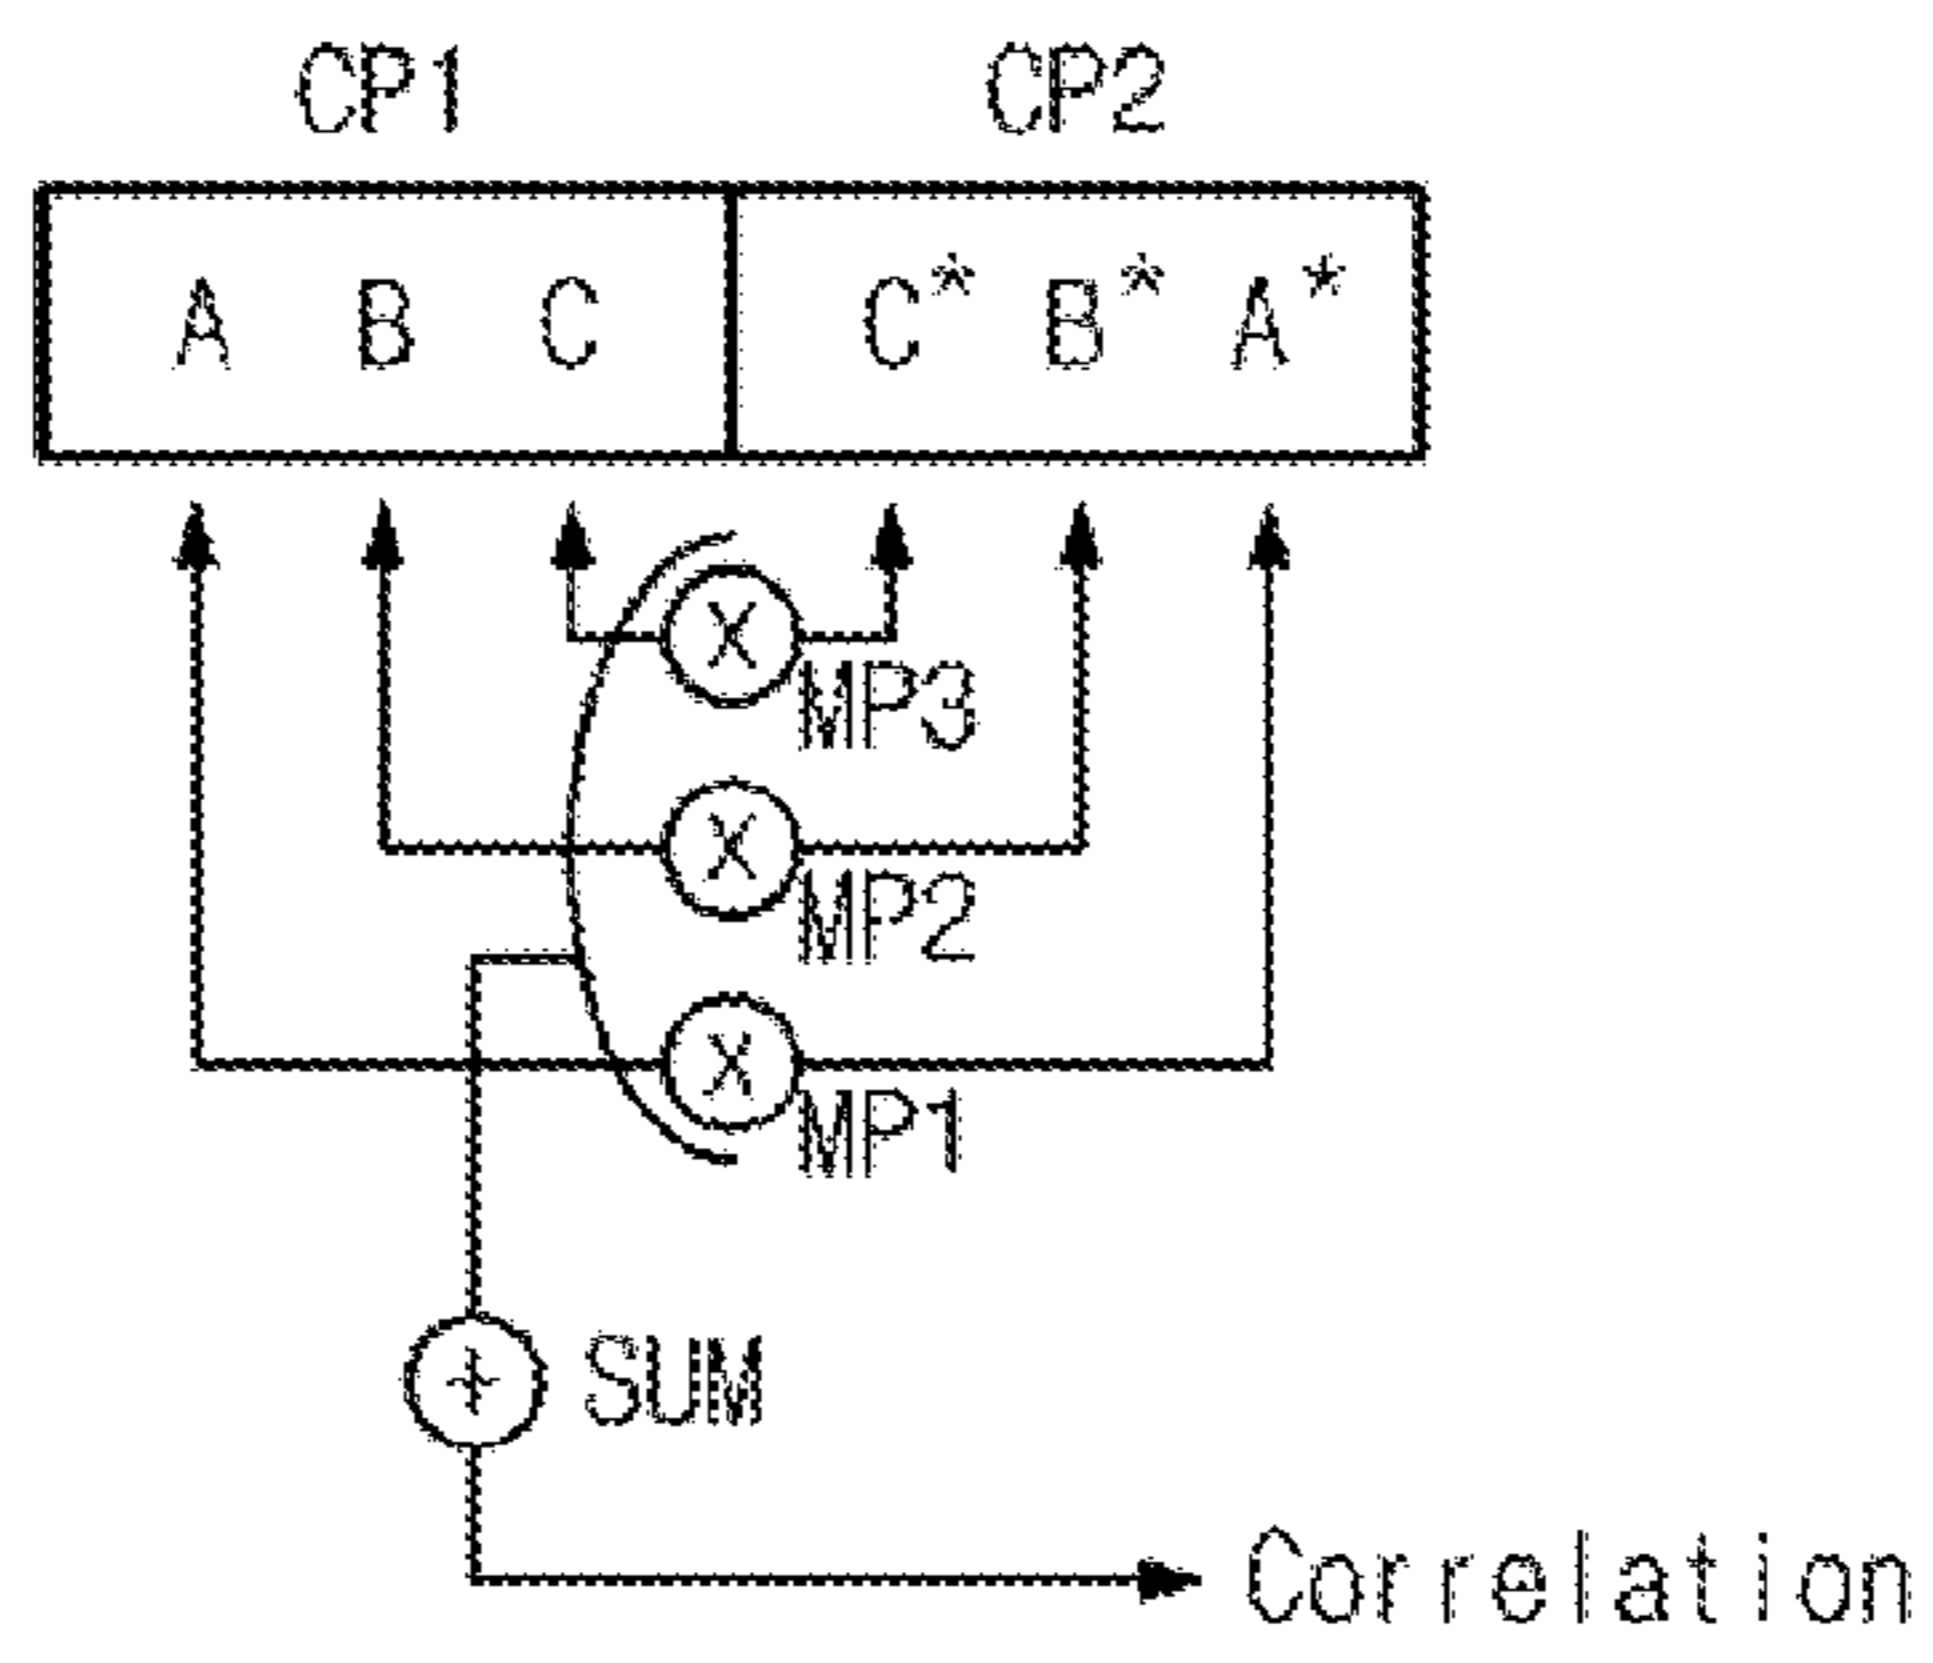 CP1 CP2
A B C C* B* A*
X
MP3
X
MP2
X
MP1
+ SUM
Correlation